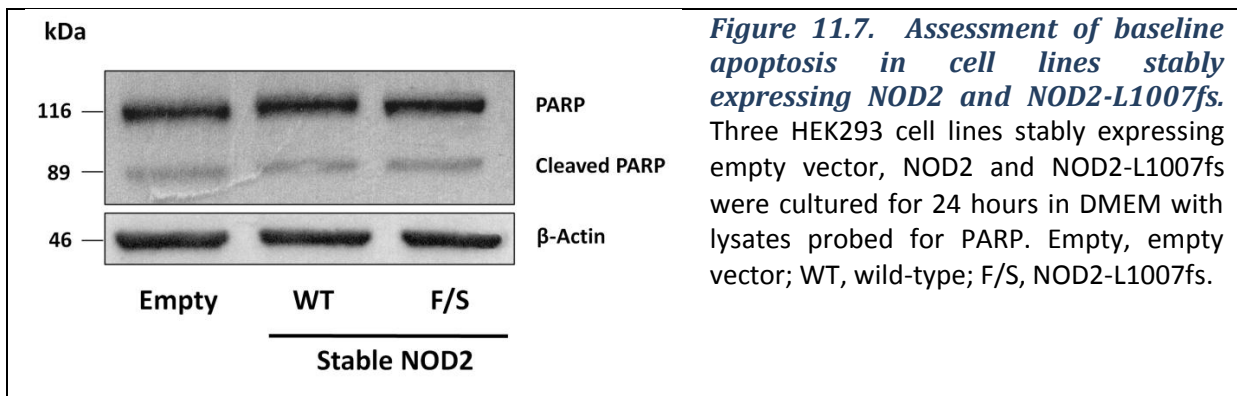 kDa
116
PARP
89
Cleaved PARP
46
β-Actin
Empty
WT
F/S
Stable NOD2
Figure 11.7. Assessment of baseline
apoptosis in cell lines stably
expressing NOD2 and NOD2-L1007fs.
Three HEK293 cell lines stably expressing
empty vector, NOD2 and NOD2-L1007fs
were cultured for 24 hours in DMEM with
lysates probed for PARP. Empty, empty
vector; WT, wild-type; F/S, NOD2-L1007fs.